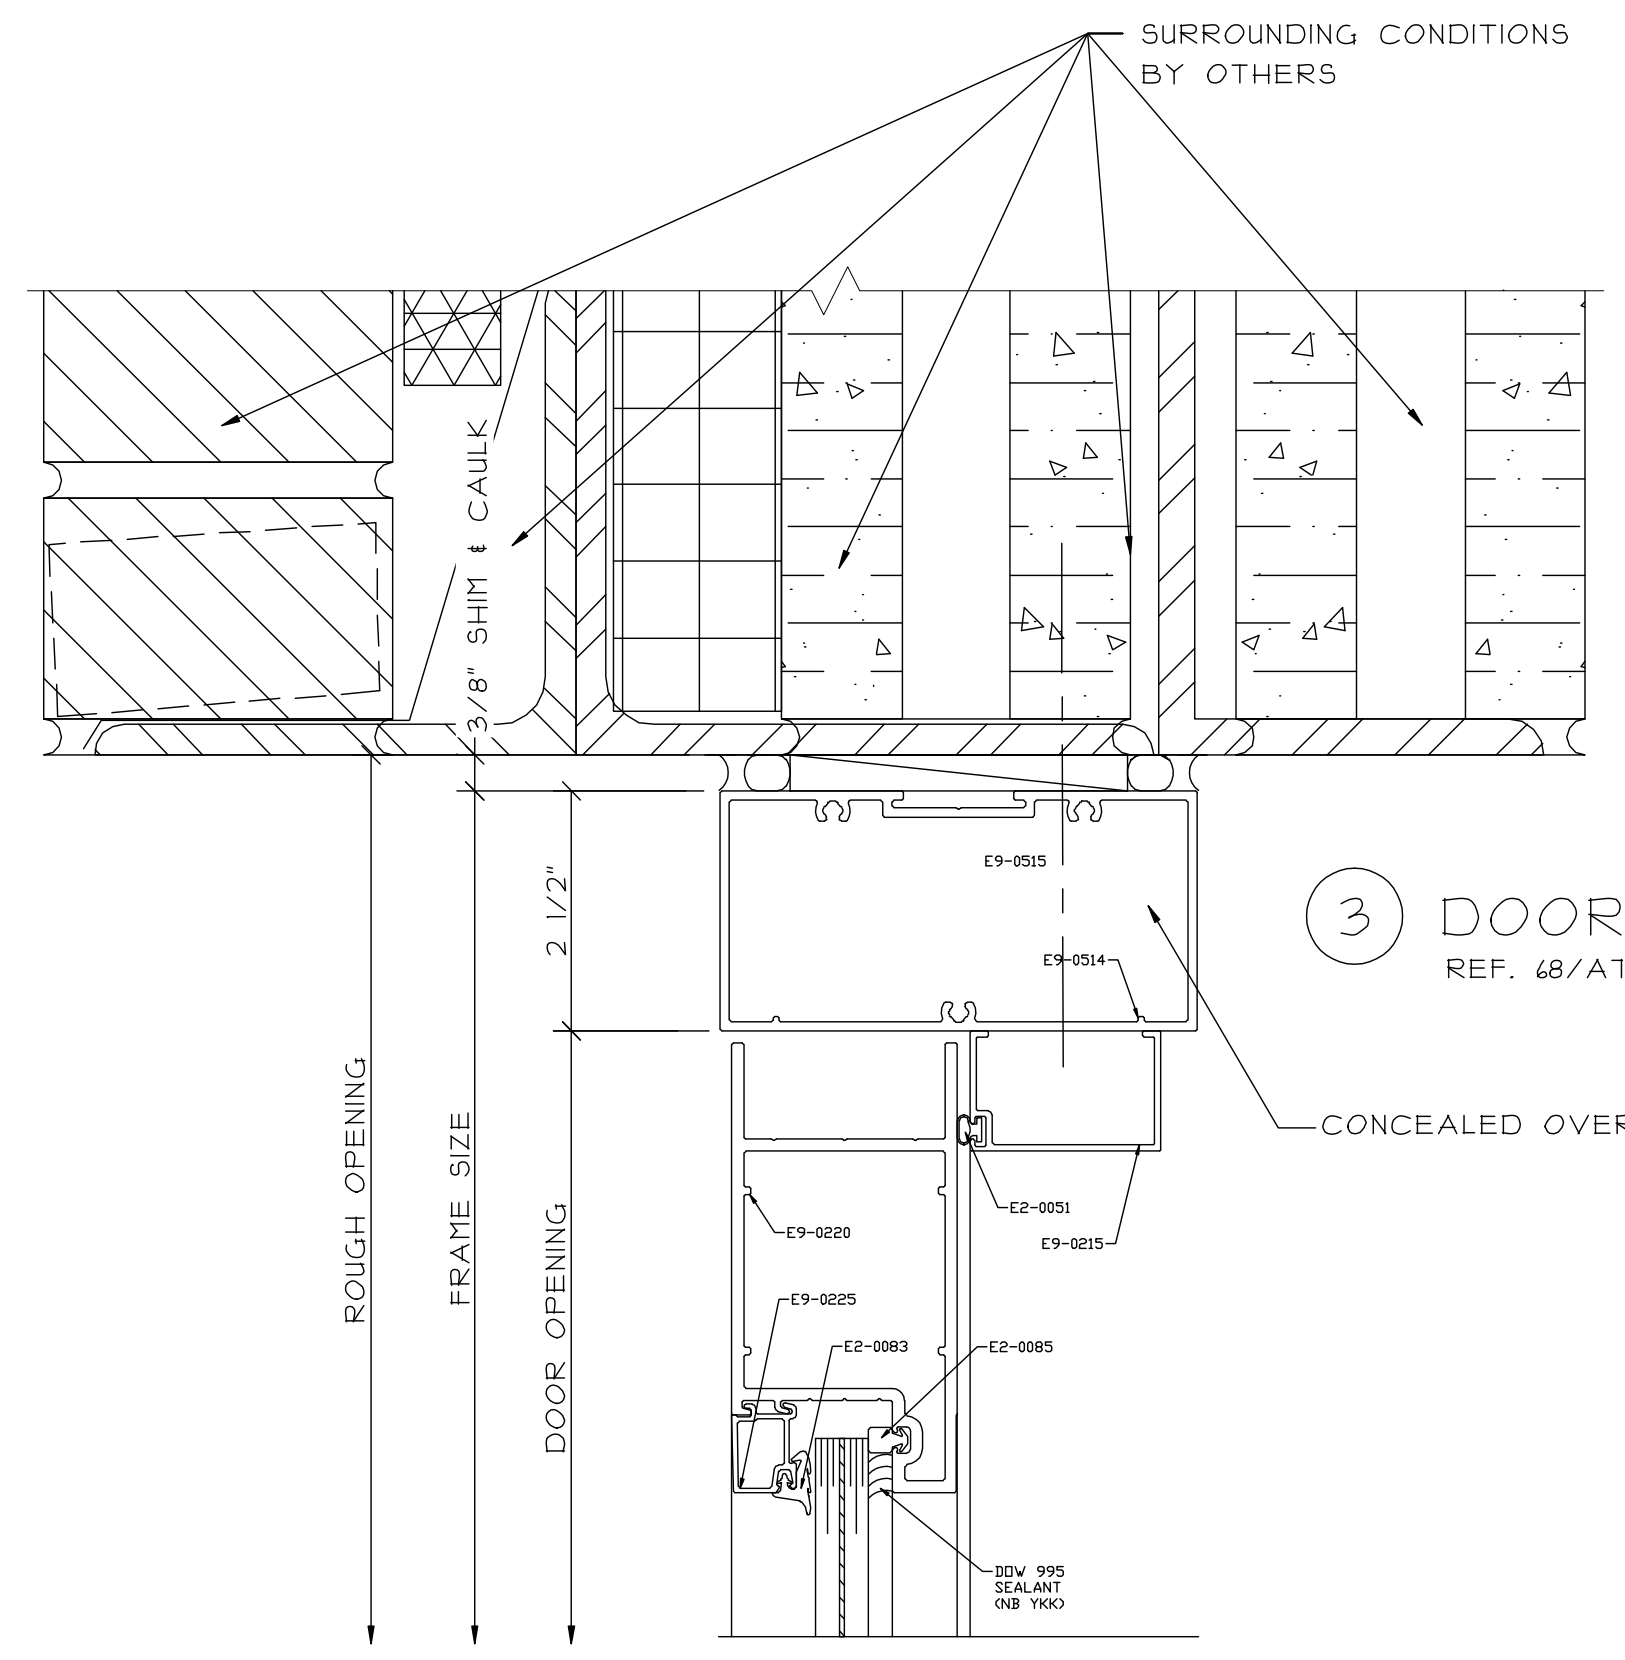 SURROUNDING CONDITIONS
BY OTHERS
3/8" SHIM & CAULK
2 1/2"
E9-0515
3 DOOR
REF. 68/A7
E9-0514
ROUGH OPENING
FRAME SIZE
DOOR OPENING
CONCEALED OVER
E2-0051
E9-0220
E9-0215
E9-0225
E2-0083
E2-0085
DOW 995
SEALANT
(NB YKK)